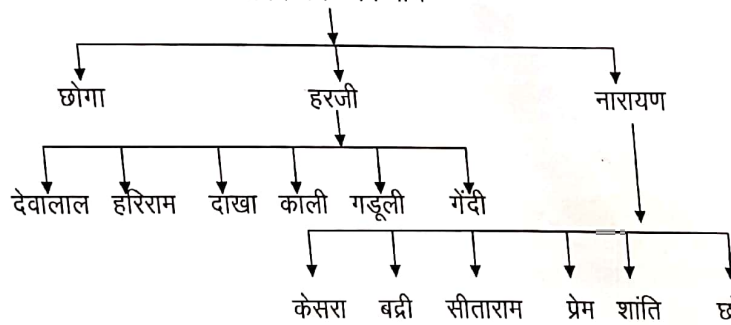 छोगा हरजी नारायण
देवालाल हरिराम दाखा काली गडूली गेंदी
केसरा बद्री सीताराम प्रेम शांति